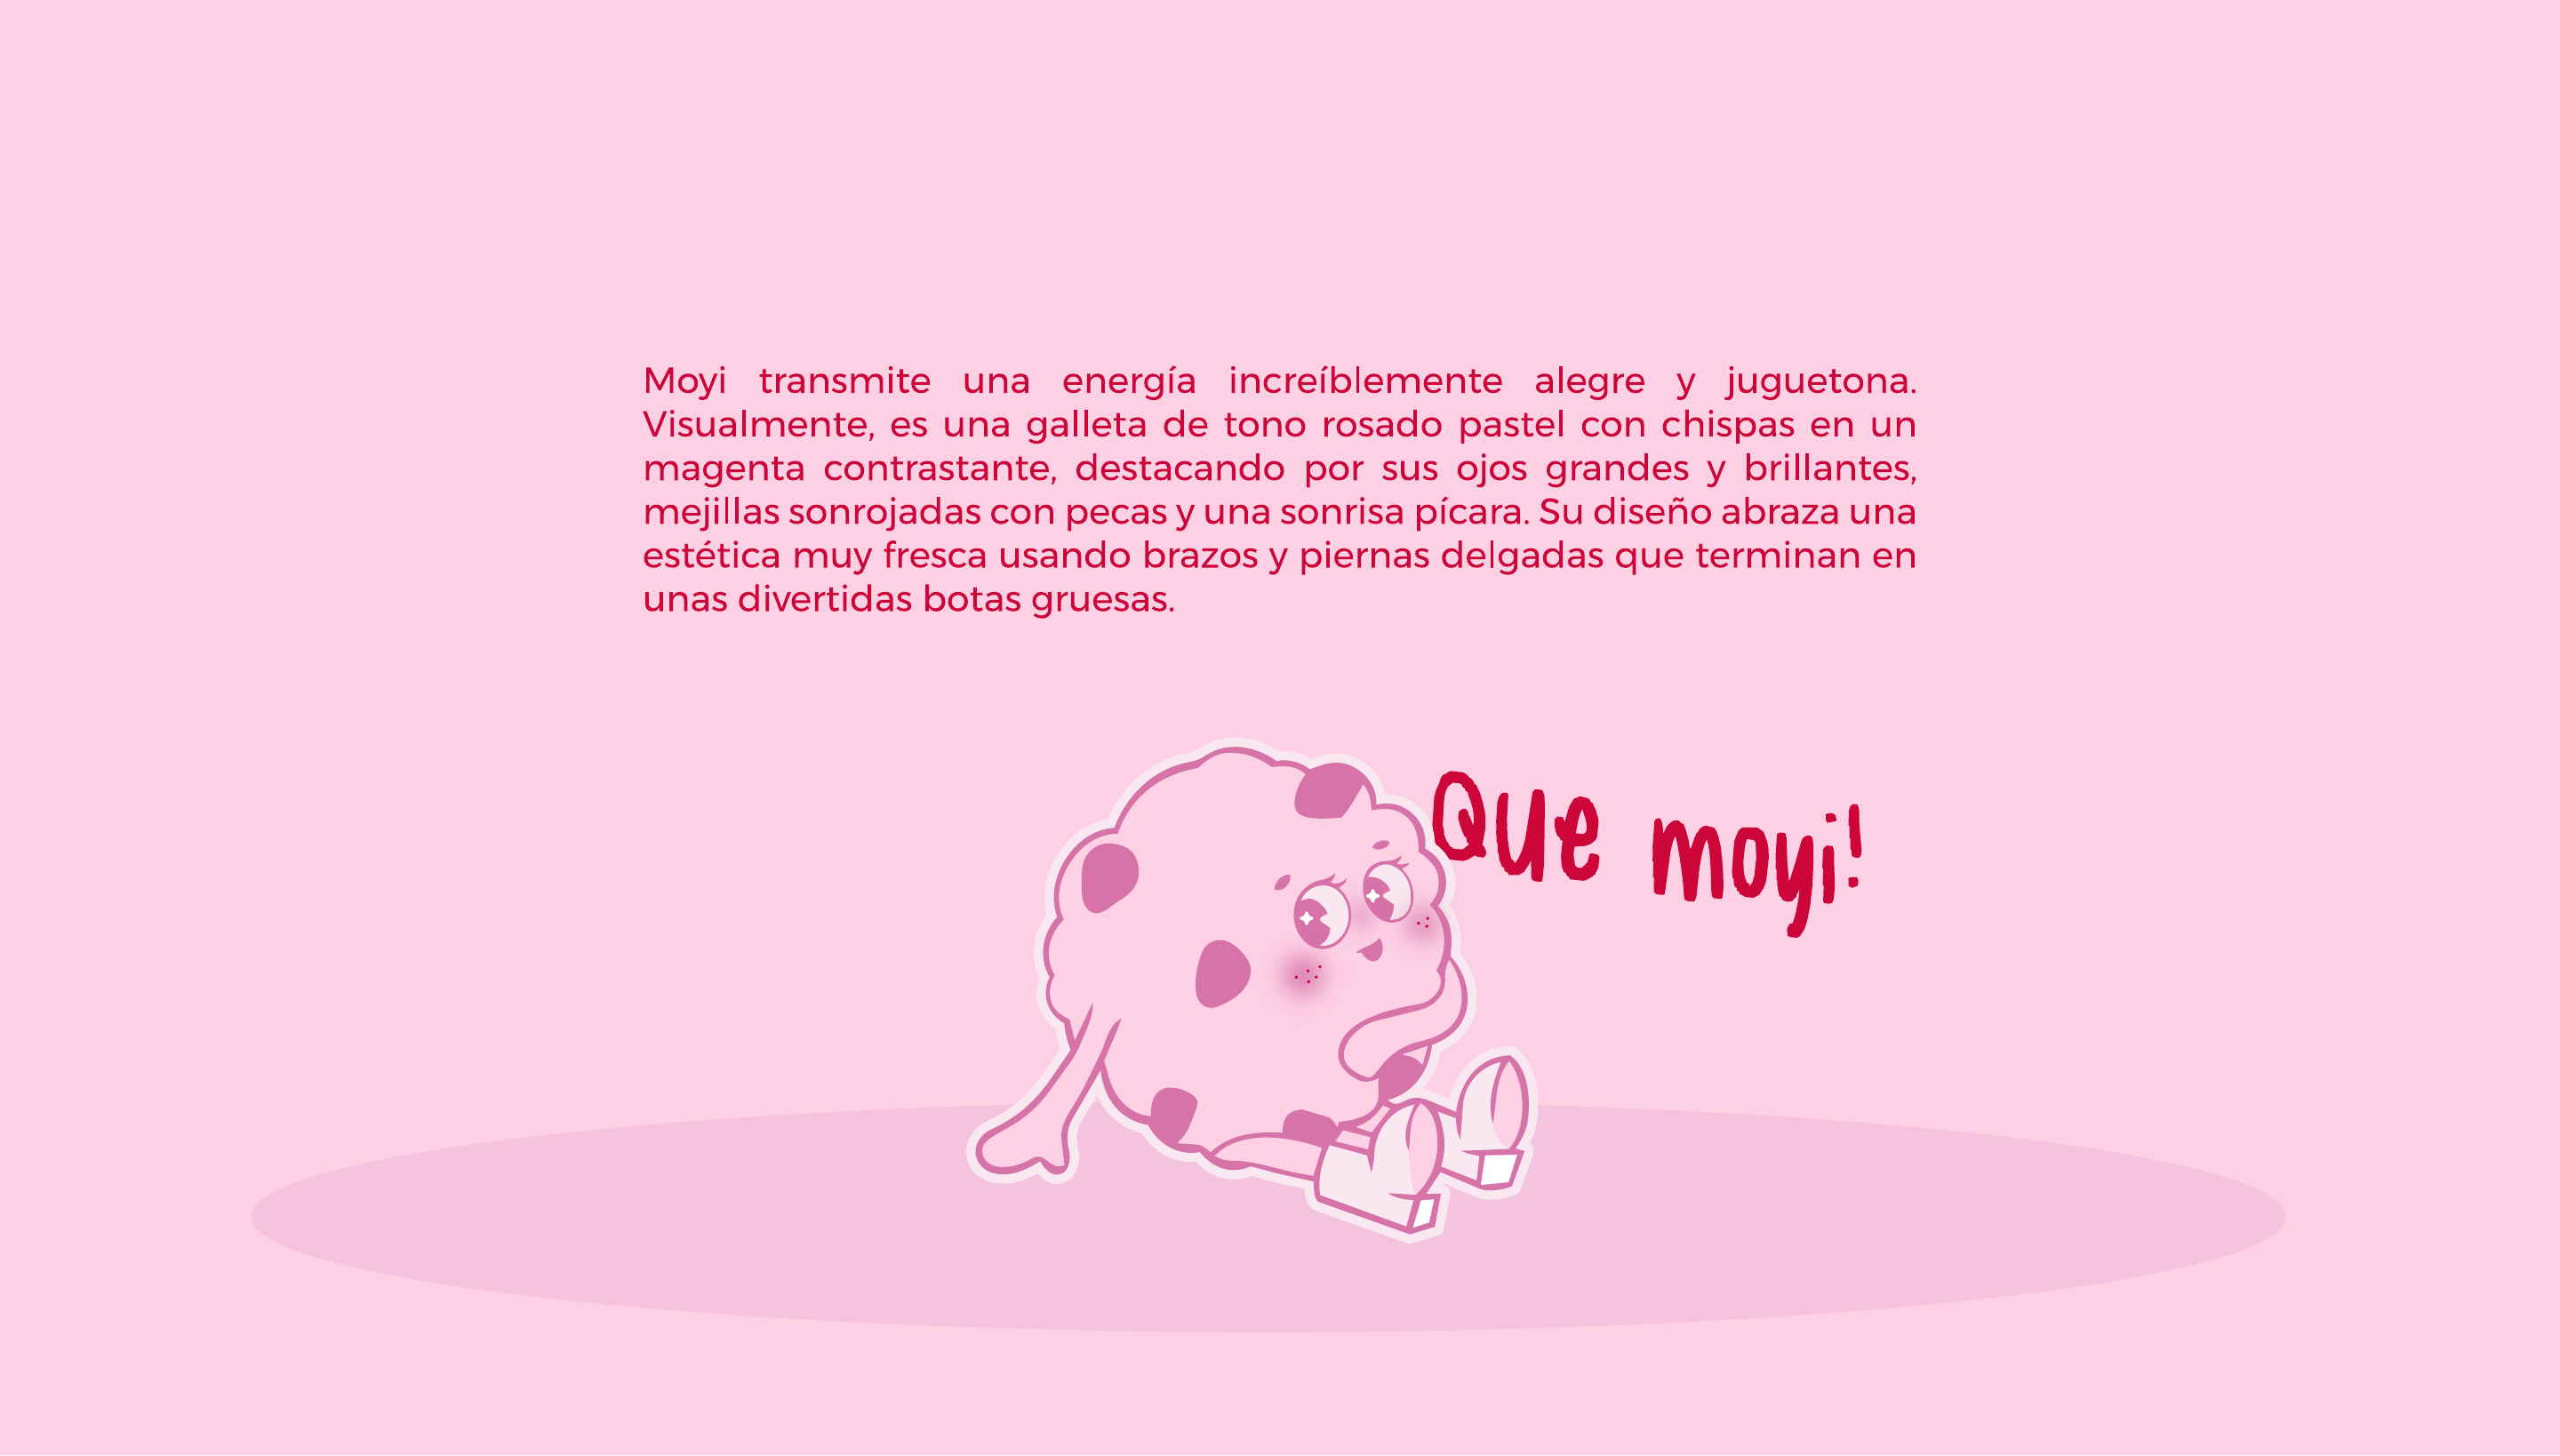 Moyi transmite una energía increíblemente alegre y juguetona.
Visualmente, es una galleta de tono rosado pastel con chispas en un
magenta contrastante, destacando por sus ojos grandes y brillantes,
mejillas sonrojadas con pecas y una sonrisa pícara. Su diseño abraza una
estética muy fresca usando brazos y piernas delgadas que terminan en
unas divertidas botas gruesas.
Que moyi!